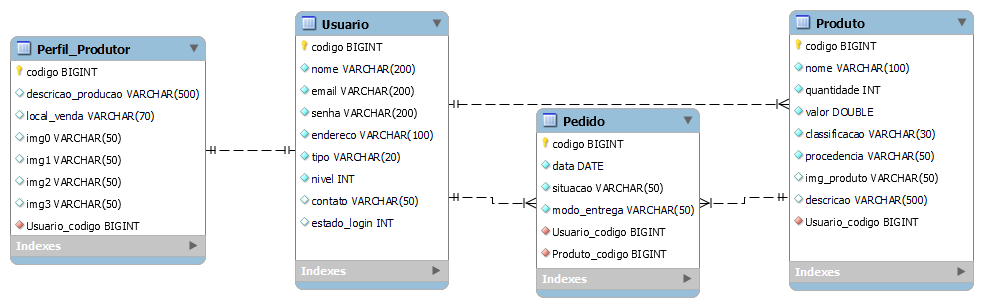 Perfil_Produtor
codigo BIGINT
descricao_producao VARCHAR(500)
local_venda VARCHAR(70)
img0 VARCHAR(50)
img1 VARCHAR(50)
img2 VARCHAR(50)
img3 VARCHAR(50)
Usuario_codigo BIGINT
Indexes
Usuario
codigo BIGINT
nome VARCHAR(200)
email VARCHAR(200)
senha VARCHAR(200)
endereco VARCHAR(100)
tipo VARCHAR(20)
nivel INT
contato VARCHAR(50)
estado_login INT
Indexes
Pedido
codigo BIGINT
data DATE
situacao VARCHAR(50)
modo_entrega VARCHAR(50)
Usuario_codigo BIGINT
Produto_codigo BIGINT
Indexes
Produto
codigo BIGINT
nome VARCHAR(100)
quantidade INT
valor DOUBLE
classificacao VARCHAR(30)
procedencia VARCHAR(50)
img_produto VARCHAR(50)
descricao VARCHAR(500)
Usuario_codigo BIGINT
Indexes